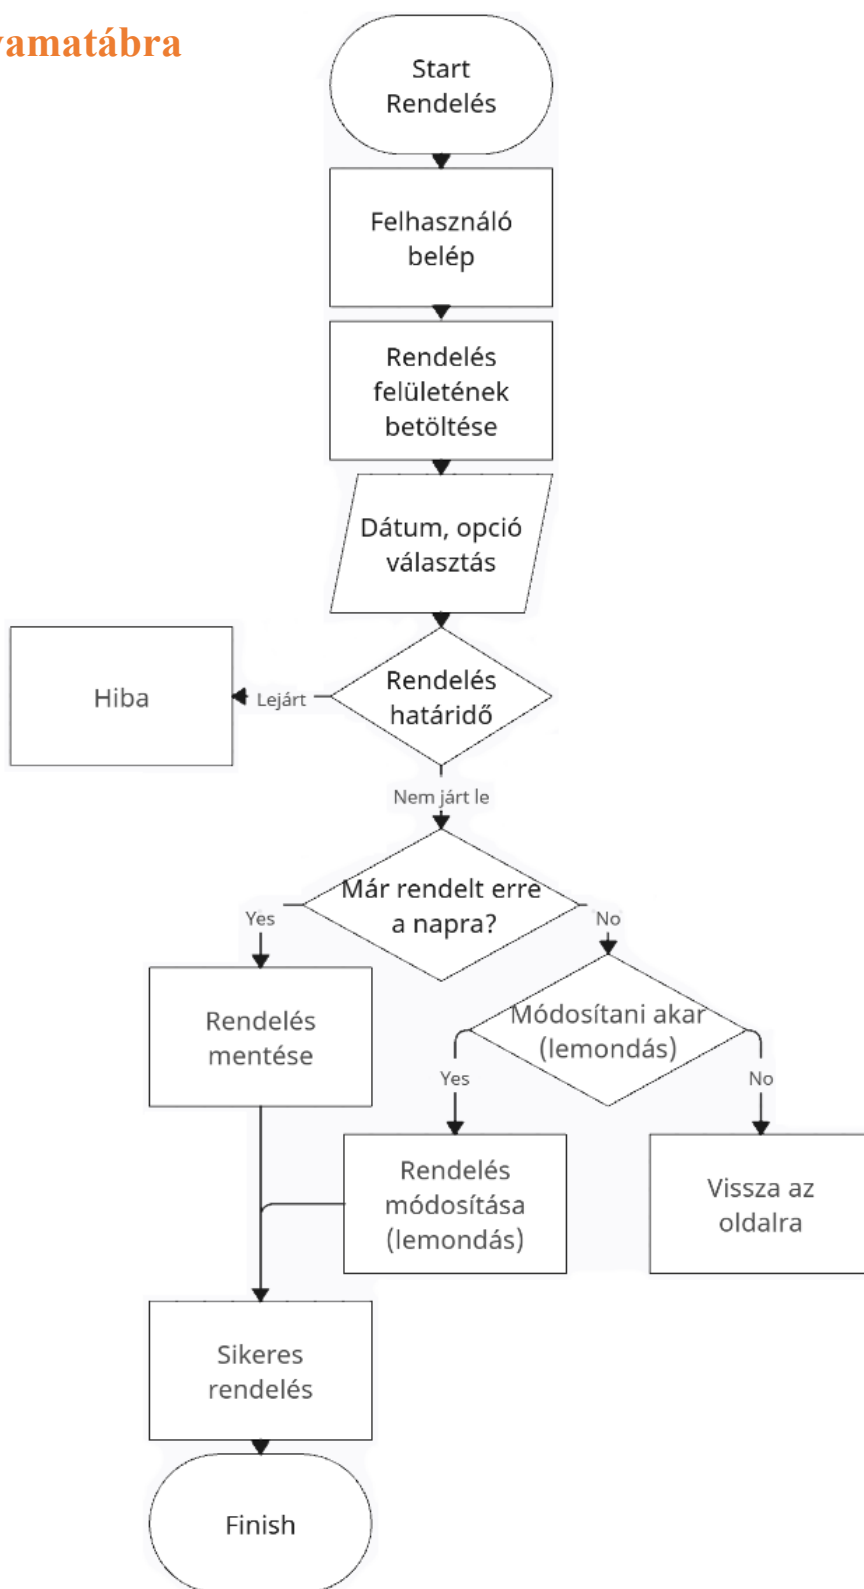 yamatábra
Start
Rendelés
Felhasználó
belép
Rendelés
felületének
betöltése
Dátum, opció
választás
Rendelés
határidő
Lejárt
Hiba
Nem járt le
Már rendelt erre
a napra?
Yes
No
Rendelés
mentése
Módosítani akar
(lemondás)
Yes
No
Rendelés
módosítása
(lemondás)
Vissza az
oldalra
Sikeres
rendelés
Finish